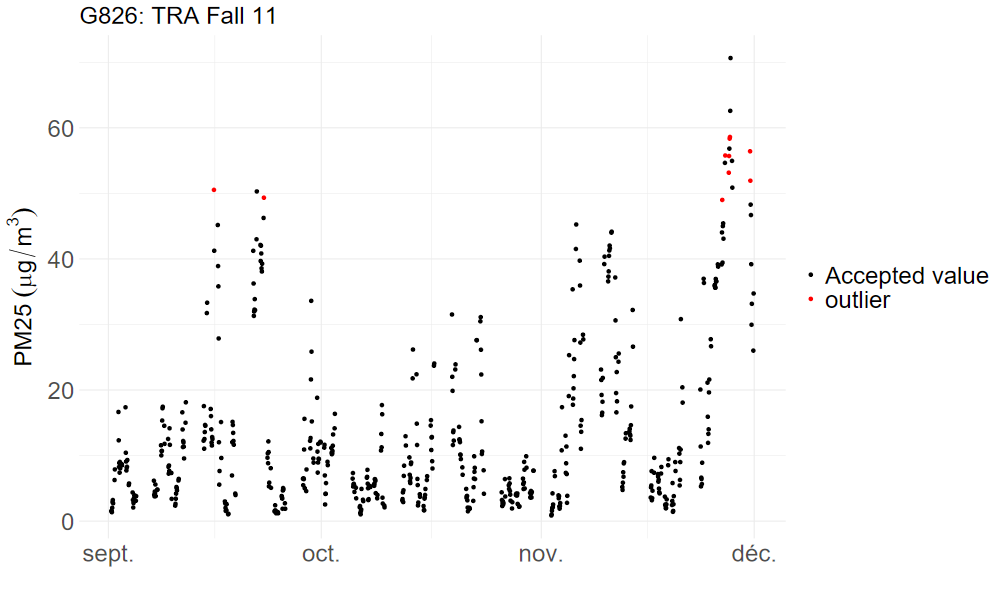 G826: TRA Fall 11
PM25 (μg/m³)
60
40
20
0
sept. oct. nov. déc.
Accepted value
outlier